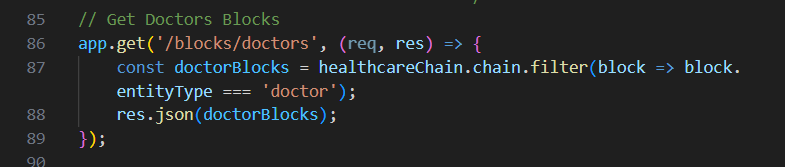 85 // Get Doctors Blocks
86 app.get('/blocks/doctors', (req, res) => {
87 const doctorBlocks = healthcareChain.chain.filter(block => block.
entityType === 'doctor');
88 res.json(doctorBlocks);
89 });
90